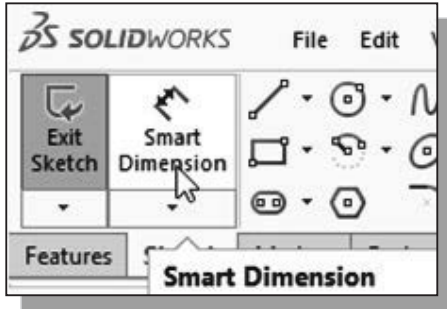 SOLIDWORKS File Edit
Exit Sketch
Smart Dimension
Features
Smart Dimension